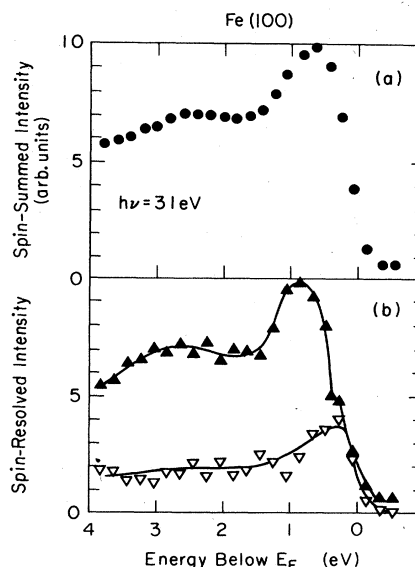 Fe (100)
10
(a)
Spin-Summed Intensity
(arb. units)
5
hν = 31 eV
0
(b)
Spin-Resolved Intensity
5
0
4 3 2 1 0
Energy Below E_F (eV)